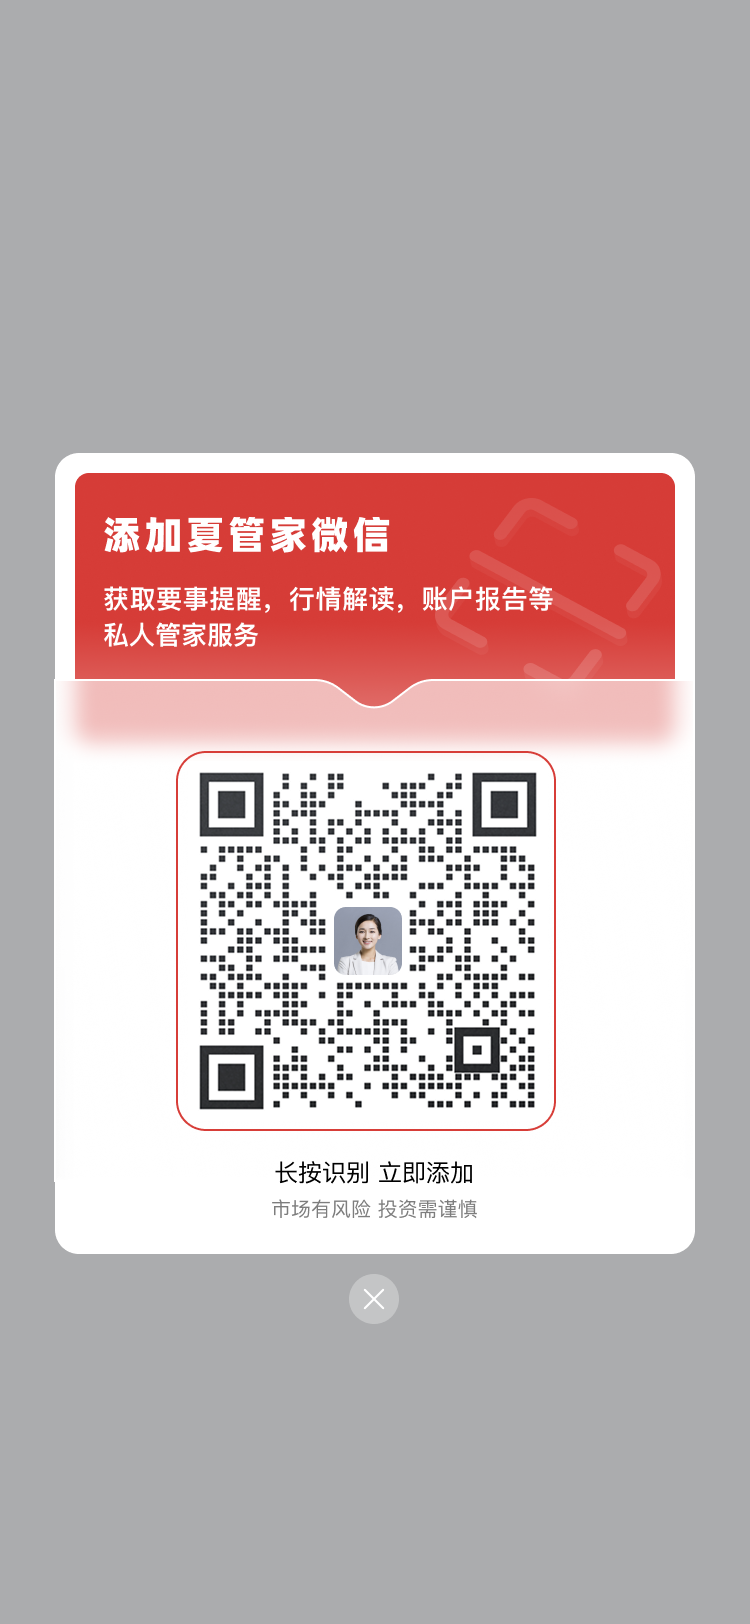 添加夏管家微信
获取要事提醒，行情解读，账户报告等
私人管家服务
长按识别 立即添加
市场有风险 投资需谨慎